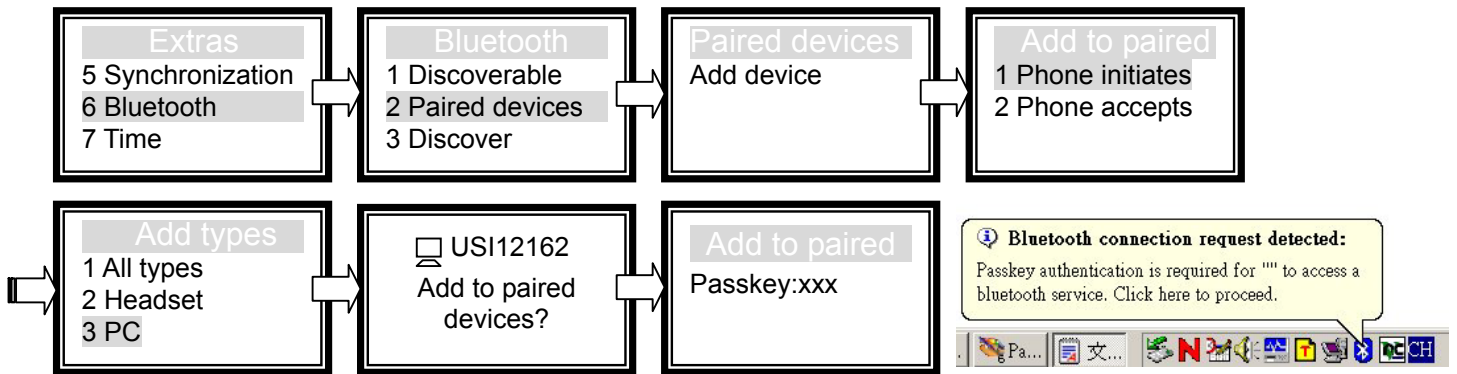 Extras
5 Synchronization
6 Bluetooth
7 Time
Bluetooth
1 Discoverable
2 Paired devices
3 Discover
Paired devices
Add device
Add to paired
1 Phone initiates
2 Phone accepts
Add types
1 All types
2 Headset
3 PC
USI12162
Add to paired
devices?
Add to paired
Passkey:xxx
Bluetooth connection request detected:
Passkey authentication is required for "" to access a
bluetooth service. Click here to proceed.
Pa... 文... CH